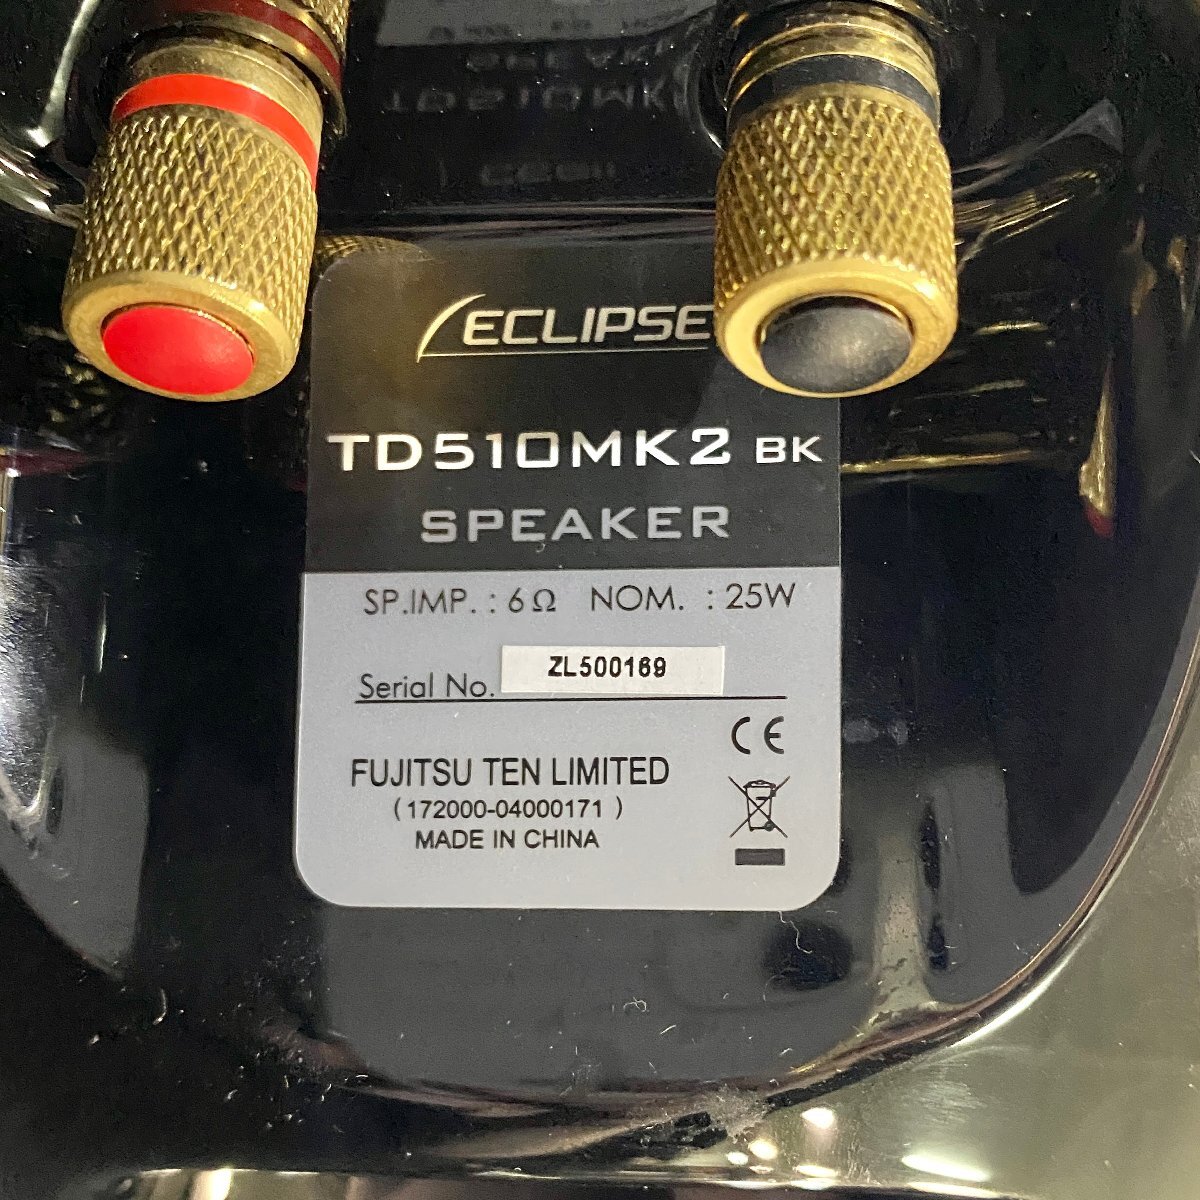 ECLIPSE
TD510MK2 BK
SPEAKER
SP.IMP. : 6Ω NOM. : 25W
Serial No. ZL500169
CE
FUJITSU TEN LIMITED
( 172000-04000171 )
MADE IN CHINA